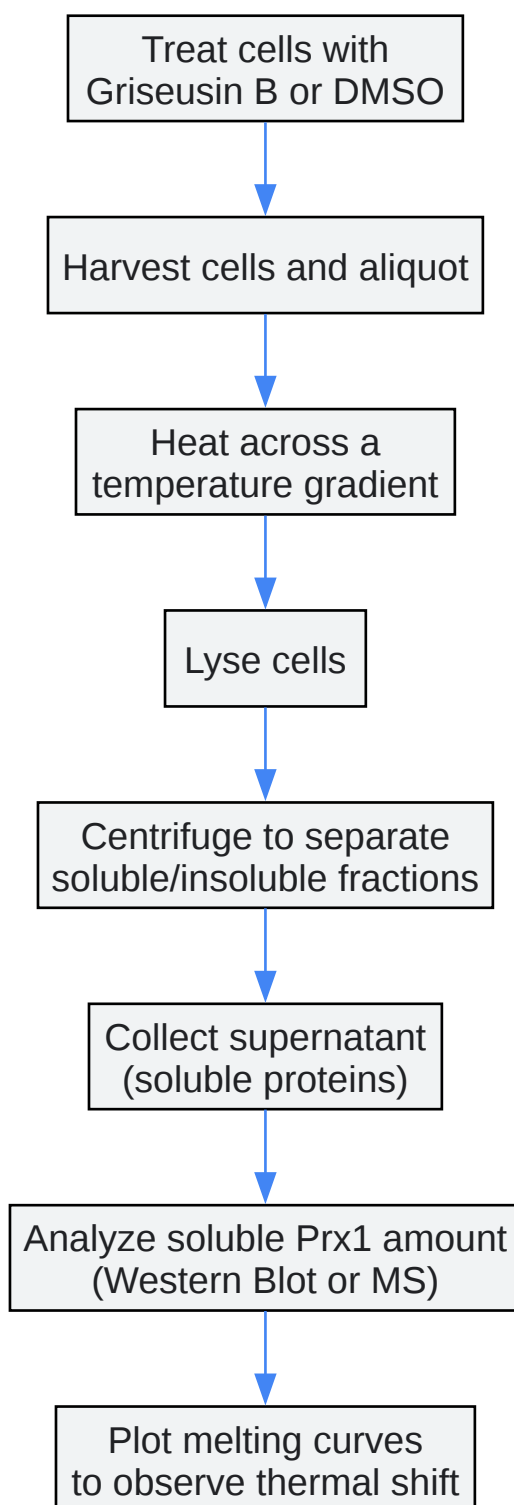 Treat cells with
Griseusin B or DMSO
Harvest cells and aliquot
Heat across a
temperature gradient
Lyse cells
Centrifuge to separate
soluble/insoluble fractions
Collect supernatant
(soluble proteins)
Analyze soluble Prx1 amount
(Western Blot or MS)
Plot melting curves
to observe thermal shift